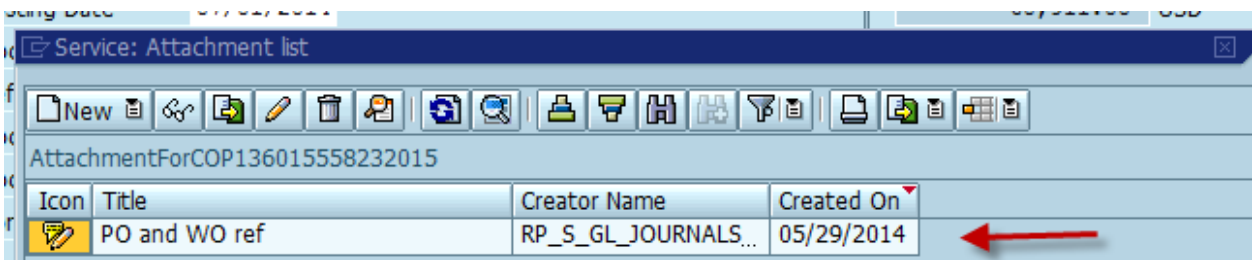 Service: Attachment list
New
AttachmentForCOP136015558232015
Icon Title Creator Name Created On
PO and WO ref RP_S_GL_JOURNALS... 05/29/2014